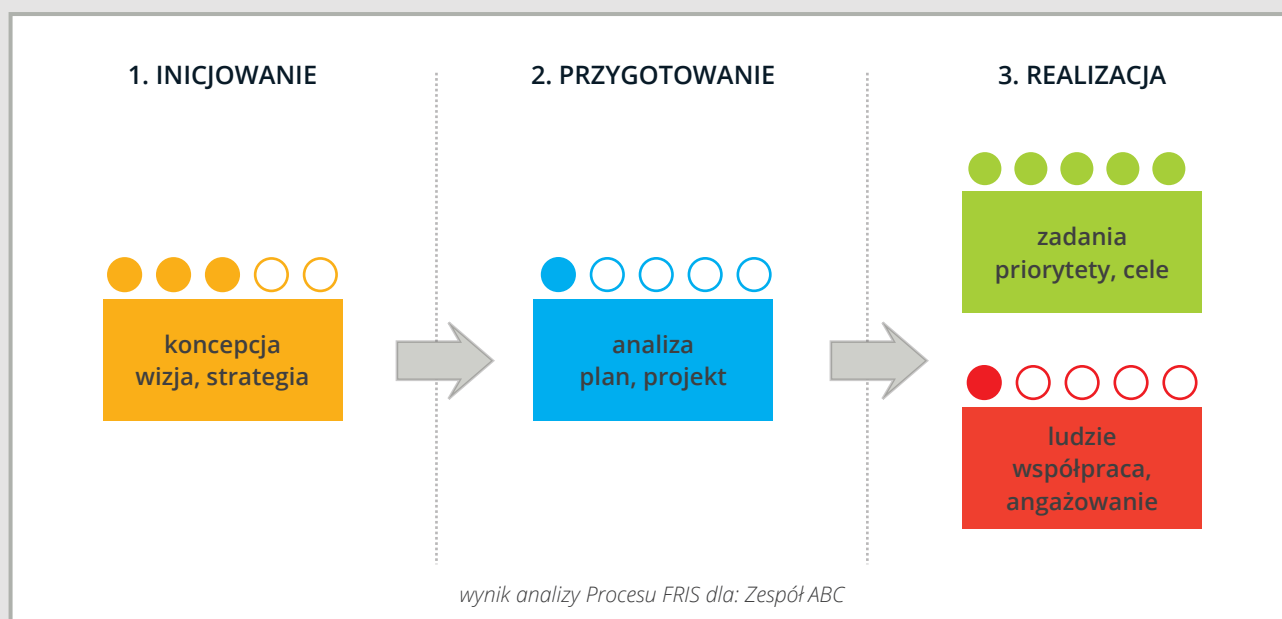 1. INICJOWANIE
2. PRZYGOTOWANIE
3. REALIZACJA
koncepcja
wizja, strategia
analiza
plan, projekt
zadania
priorytety, cele
ludzie
współpraca,
angażowanie
wynik analizy Procesu FRIS dla: Zespół ABC